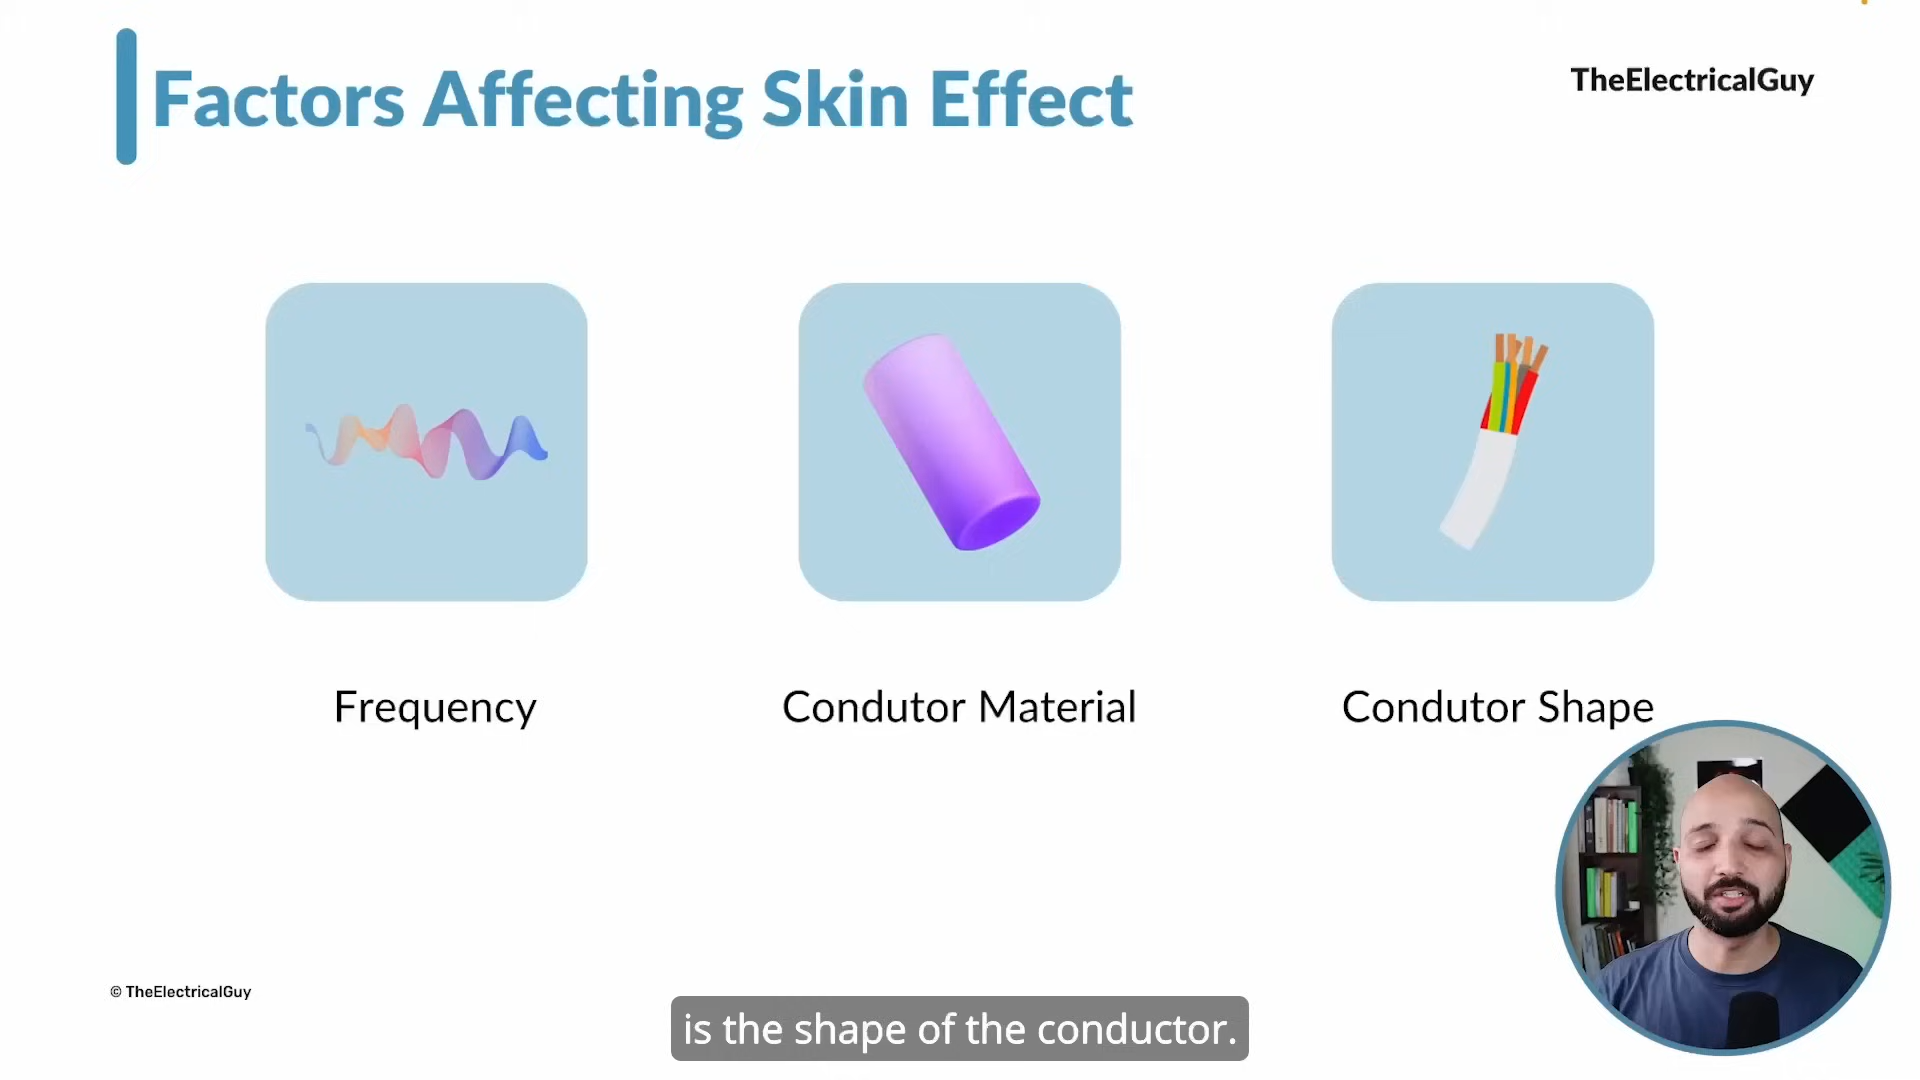 Factors Affecting Skin Effect
TheElectricalGuy
Frequency
Condutor Material
Condutor Shape
© TheElectricalGuy
is the shape of the conductor.